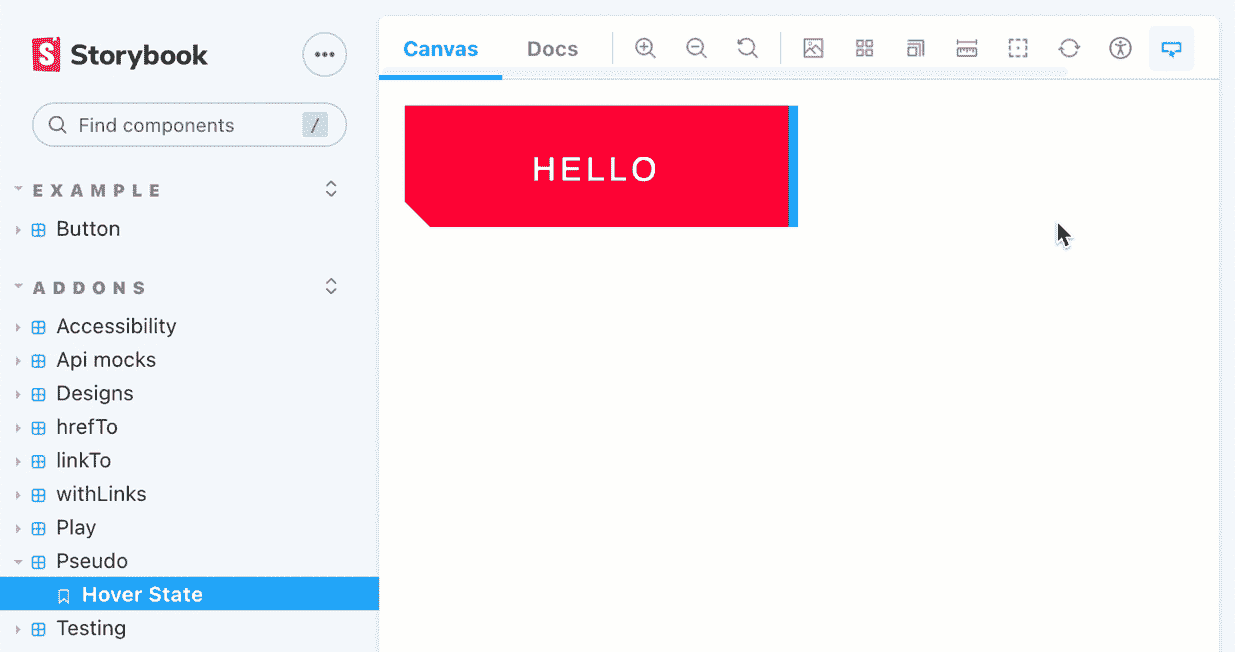 Storybook
Canvas Docs
Find components /
EXAMPLE
Button
HELLO
ADDONS
Accessibility
Api mocks
Designs
hrefTo
linkTo
withLinks
Play
Pseudo
Hover State
Testing